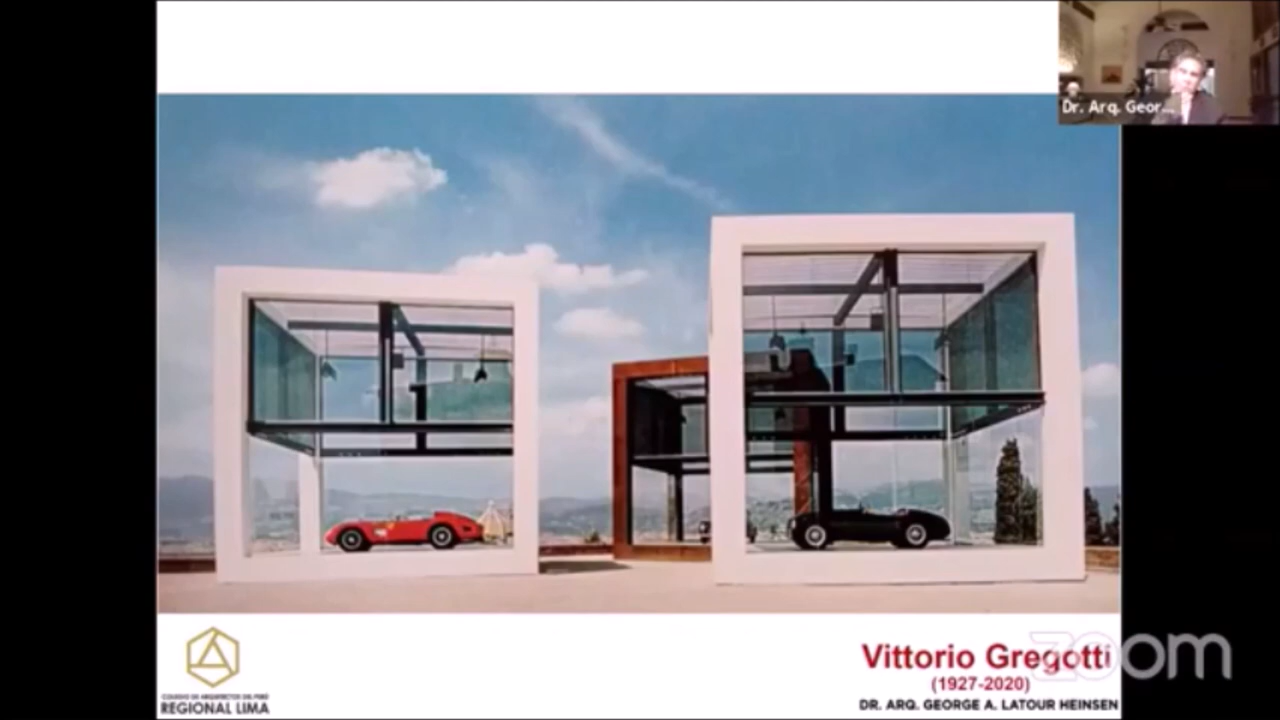 Dr. Arq. Geor...
COLEGIO DE ARQUITECTOS DEL PERÚ
REGIONAL LIMA
Vittorio Gregotti
(1927-2020)
DR. ARQ. GEORGE A. LATOUR HEINSEN
zoom